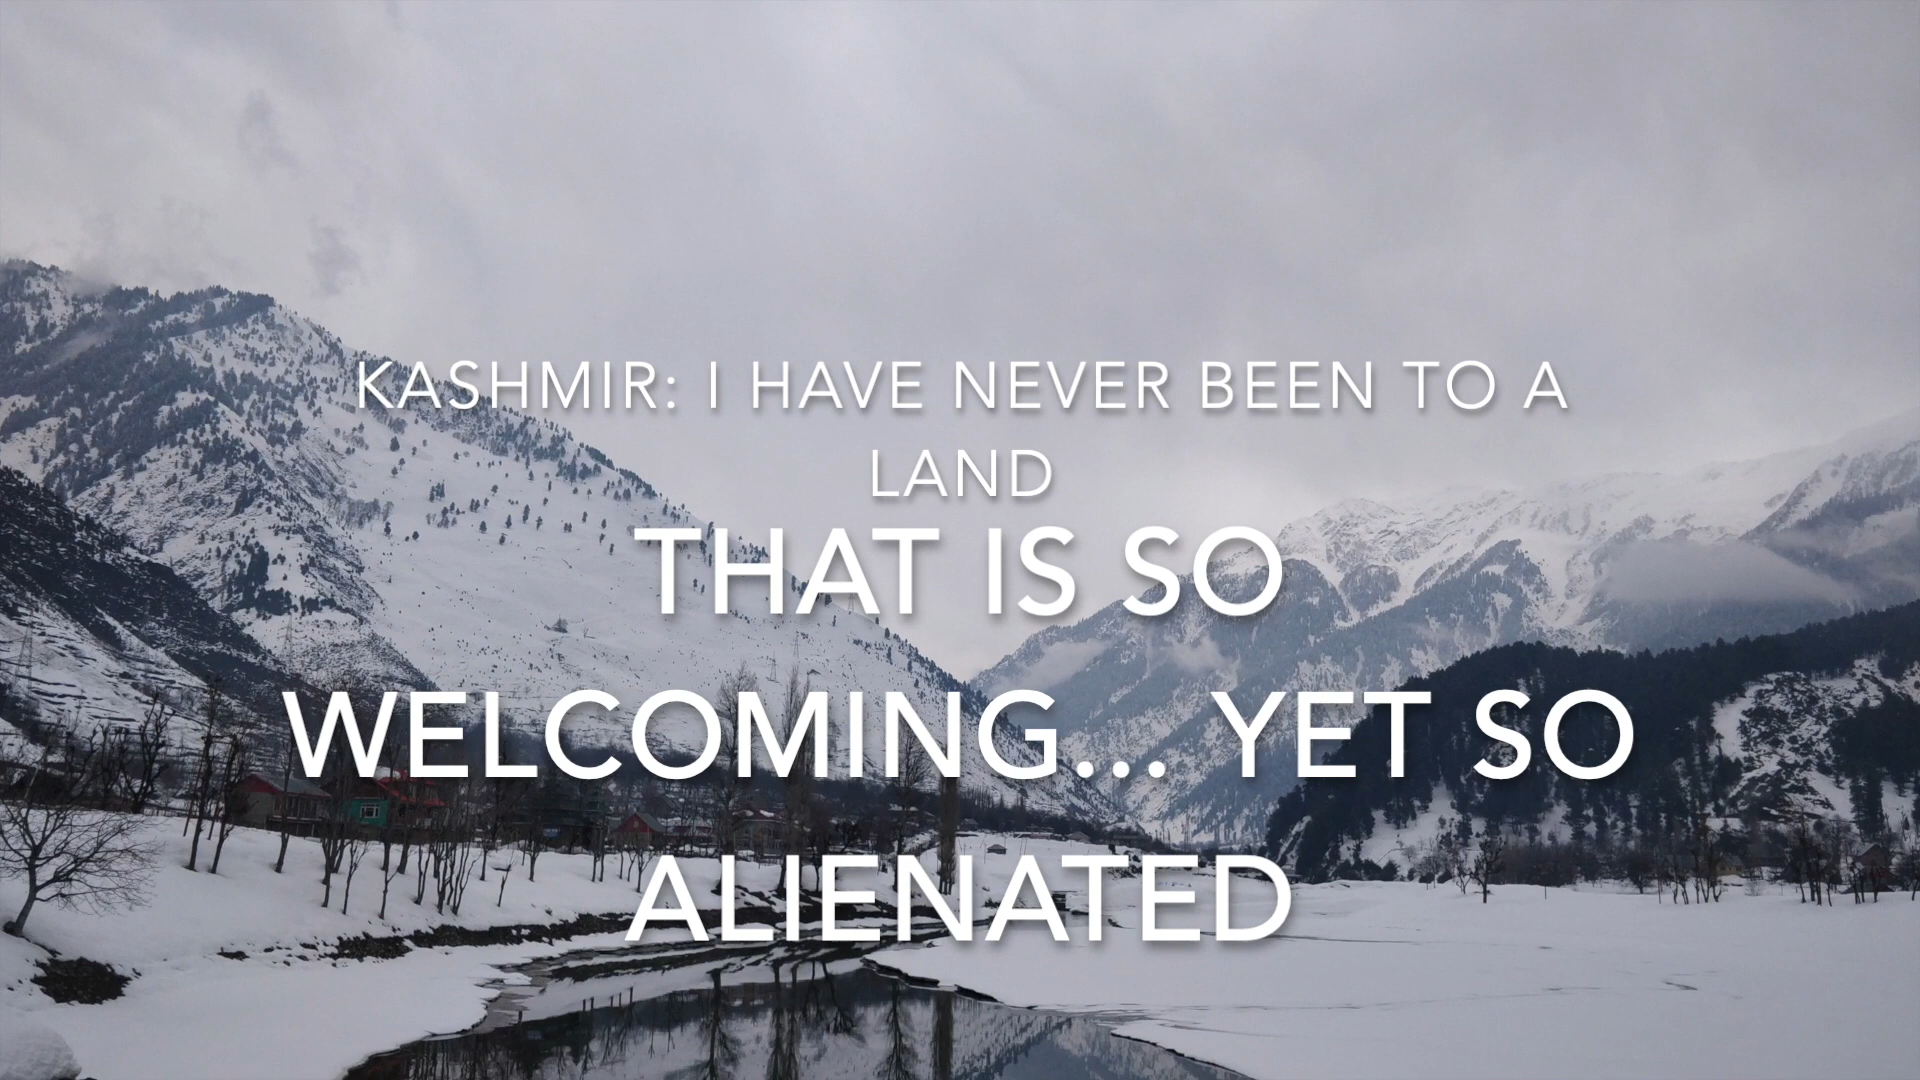 KASHMIR: I HAVE NEVER BEEN TO A
LAND
THAT IS SO
WELCOMING... YET SO
ALIENATED